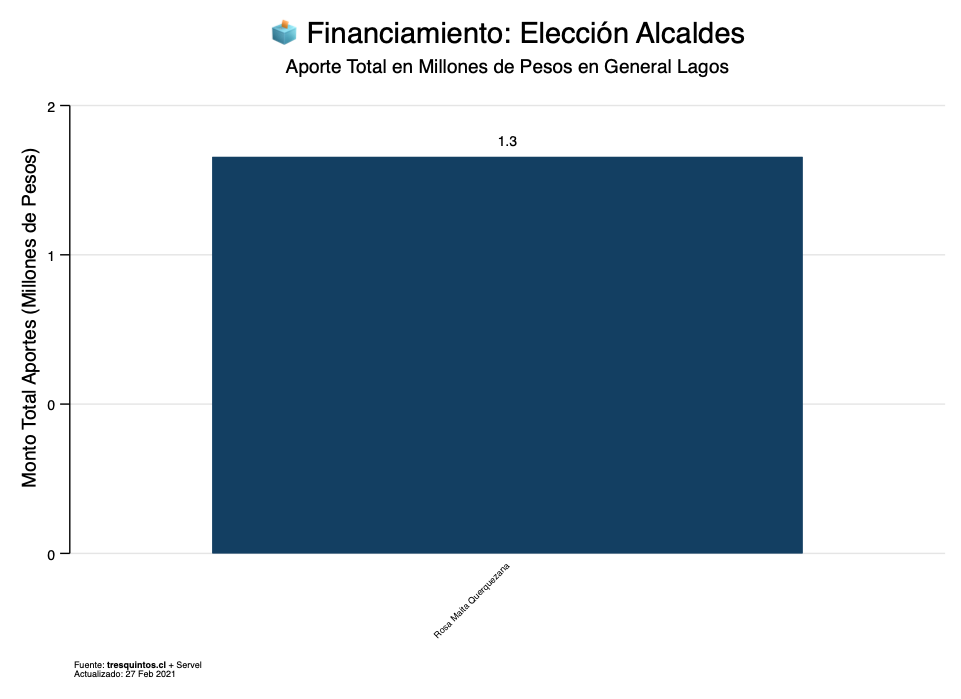 🗳️ Financiamiento: Elección Alcaldes
Aporte Total en Millones de Pesos en General Lagos
Monto Total Aportes (Millones de Pesos)
2
1
0
0
1.3
Rosa Maita Querquezana
Fuente: tresquintos.cl + Servel
Actualizado: 27 Feb 2021